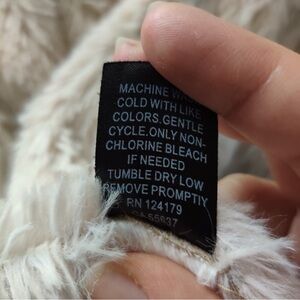 MACHINE
COLD WITH LIKE
COLORS.GENTLE
CYCLE.ONLY NON-
CHLORINE BLEACH
IF NEEDED
TUMBLE DRY LOW
REMOVE PROMPTLY
RN 124179
55637